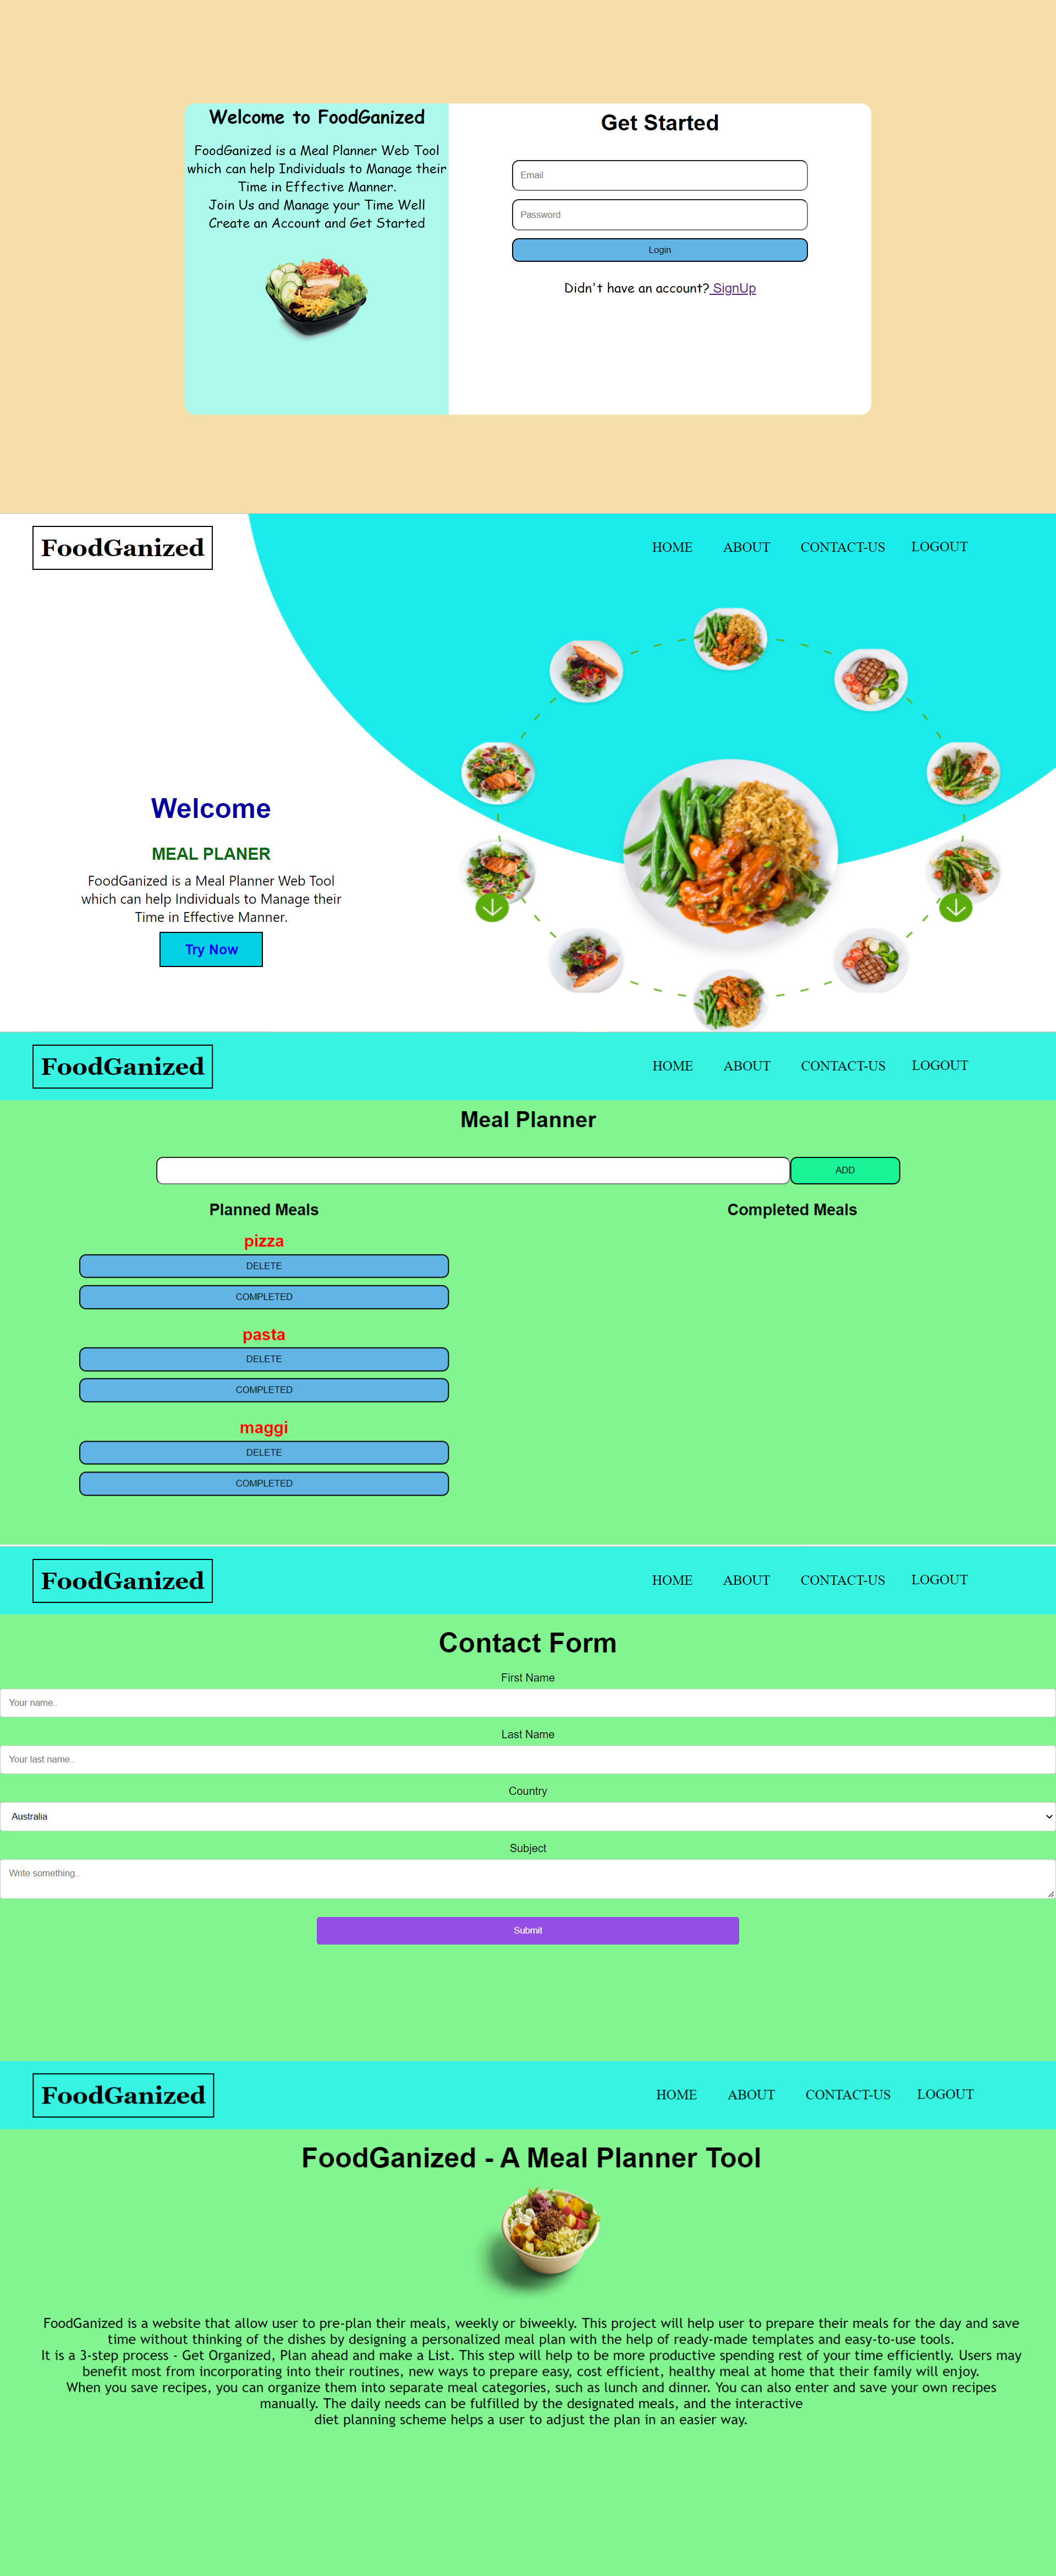 Welcome to FoodGanized
FoodGanized is a Meal Planner Web Tool
which can help Individuals to Manage their
Time in Effective Manner.
Join Us and Manage your Time Well
Create an Account and Get Started
Get Started
Email
Password
Login
Didn't have an account? SignUp
FoodGanized
HOME
ABOUT
CONTACT-US
LOGOUT
Welcome
MEAL PLANER
FoodGanized is a Meal Planner Web Tool
which can help Individuals to Manage their
Time in Effective Manner.
Try Now
FoodGanized
HOME
ABOUT
CONTACT-US
LOGOUT
Meal Planner
ADD
Planned Meals
Completed Meals
pizza
DELETE
COMPLETED
pasta
DELETE
COMPLETED
maggi
DELETE
COMPLETED
FoodGanized
HOME
ABOUT
CONTACT-US
LOGOUT
Contact Form
First Name
Your name..
Last Name
Your last name..
Country
Australia
Subject
Write something..
Submit
FoodGanized
HOME
ABOUT
CONTACT-US
LOGOUT
FoodGanized - A Meal Planner Tool
FoodGanized is a website that allow user to pre-plan their meals, weekly or biweekly. This project will help user to prepare their meals for the day and save
time without thinking of the dishes by designing a personalized meal plan with the help of ready-made templates and easy-to-use tools.
It is a 3-step process - Get Organized, Plan ahead and make a List. This step will help to be more productive spending rest of your time efficiently. Users may
benefit most from incorporating into their routines, new ways to prepare easy, cost efficient, healthy meal at home that their family will enjoy.
When you save recipes, you can organize them into separate meal categories, such as lunch and dinner. You can also enter and save your own recipes
manually. The daily needs can be fulfilled by the designated meals, and the interactive
diet planning scheme helps a user to adjust the plan in an easier way.